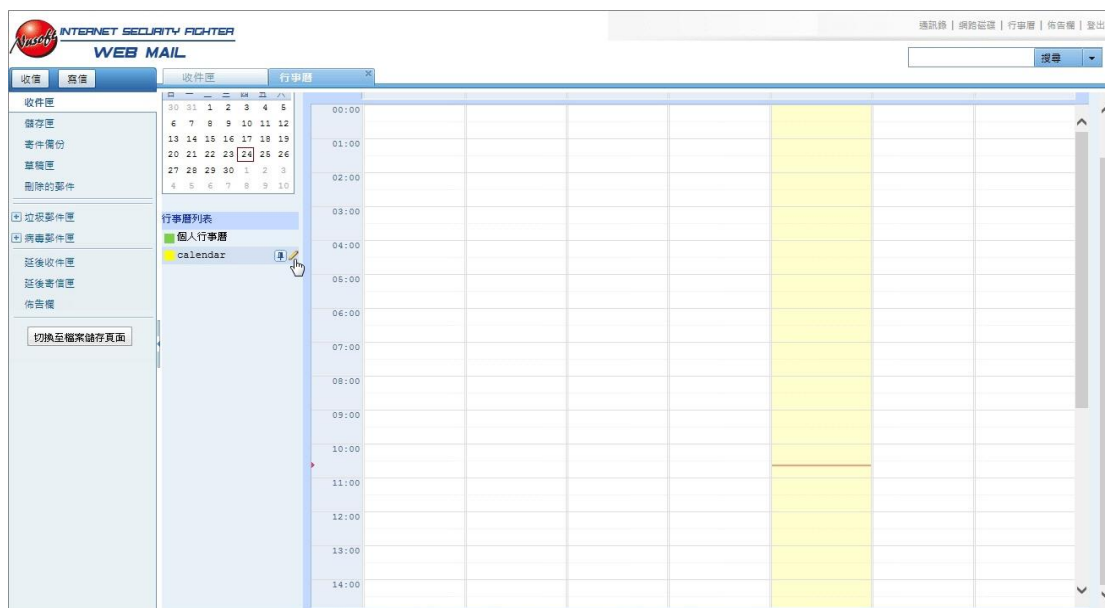 Nusoft INTERNET SECURITY FIGHTER
WEB MAIL
通訊錄 | 網路磁碟 | 行事曆 | 佈告欄 | 登出
搜尋
收信 寫信
收件匣 行事曆 ×
收件匣
儲存匣
寄件備份
草稿匣
刪除的郵件
垃圾郵件匣
病毒郵件匣
延後收件匣
延後寄信匣
佈告欄
切換至檔案儲存頁面
日 一 二 三 四 五 六
30 31 1 2 3 4 5
6 7 8 9 10 11 12
13 14 15 16 17 18 19
20 21 22 23 24 25 26
27 28 29 30 1 2 3
4 5 6 7 8 9 10
行事曆列表
個人行事曆
calendar
00:00
01:00
02:00
03:00
04:00
05:00
06:00
07:00
08:00
09:00
10:00
11:00
12:00
13:00
14:00